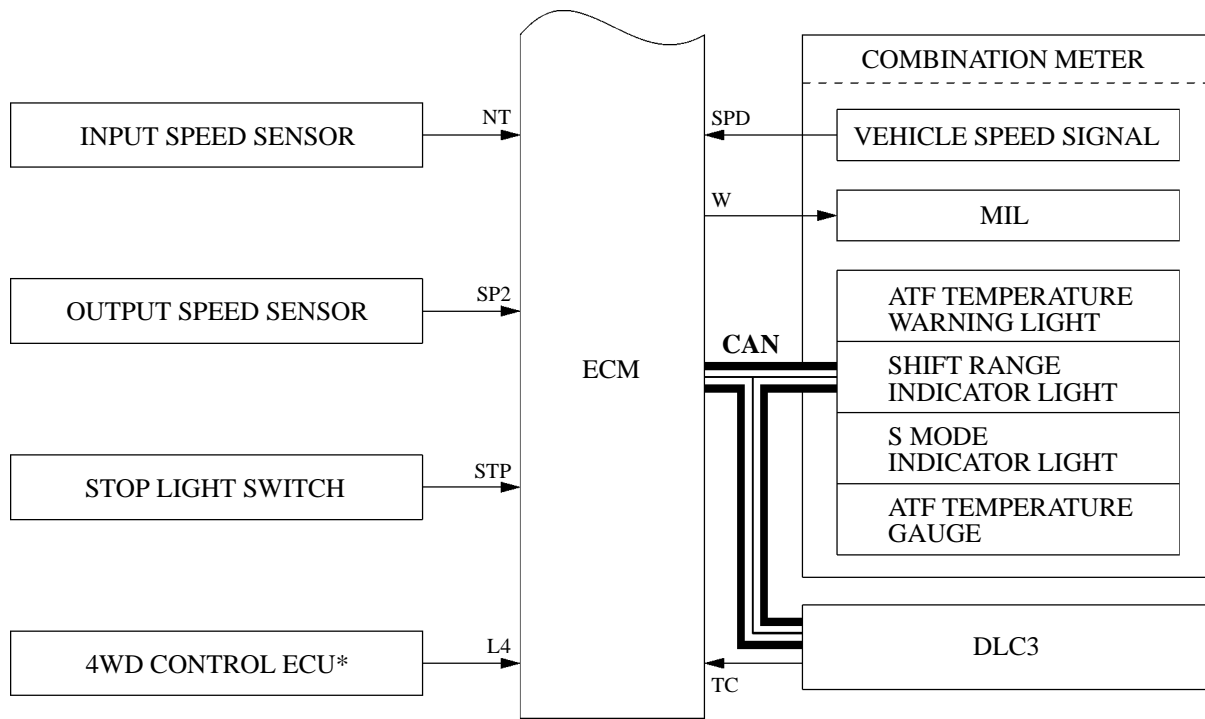 COMBINATION METER
INPUT SPEED SENSOR
NT
SPD
VEHICLE SPEED SIGNAL
W
MIL
OUTPUT SPEED SENSOR
SP2
ECM
CAN
ATF TEMPERATURE
WARNING LIGHT
SHIFT RANGE
INDICATOR LIGHT
S MODE
INDICATOR LIGHT
ATF TEMPERATURE
GAUGE
STOP LIGHT SWITCH
STP
4WD CONTROL ECU*
L4
TC
DLC3